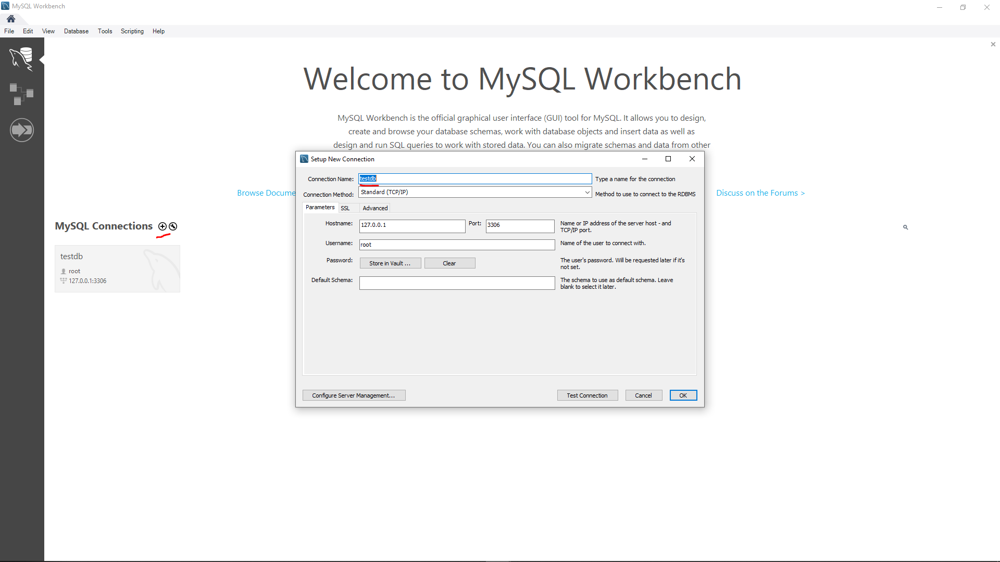 MySQL Workbench
File Edit View Database Tools Scripting Help
Welcome to MySQL Workbench
MySQL Workbench is the official graphical user interface (GUI) tool for MySQL. It allows you to design,
create and browse your database schemas, work with database objects and insert data as well as
design and run SQL queries to work with stored data. You can also migrate schemas and data from other
Browse Docume
Discuss on the Forums >
MySQL Connections
testdb
root
127.0.0.1:3306
Setup New Connection
Connection Name: testdb Type a name for the connection
Connection Method: Standard (TCP/IP) Method to use to connect to the RDBMS
Parameters SSL Advanced
Hostname: 127.0.0.1 Port: 3306 Name or IP address of the server host - and
TCP/IP port.
Username: root Name of the user to connect with.
Password: Store in Vault ... Clear The user's password. Will be requested later if it's
not set.
Default Schema: The schema to use as default schema. Leave
blank to select it later.
Configure Server Management... Test Connection Cancel OK